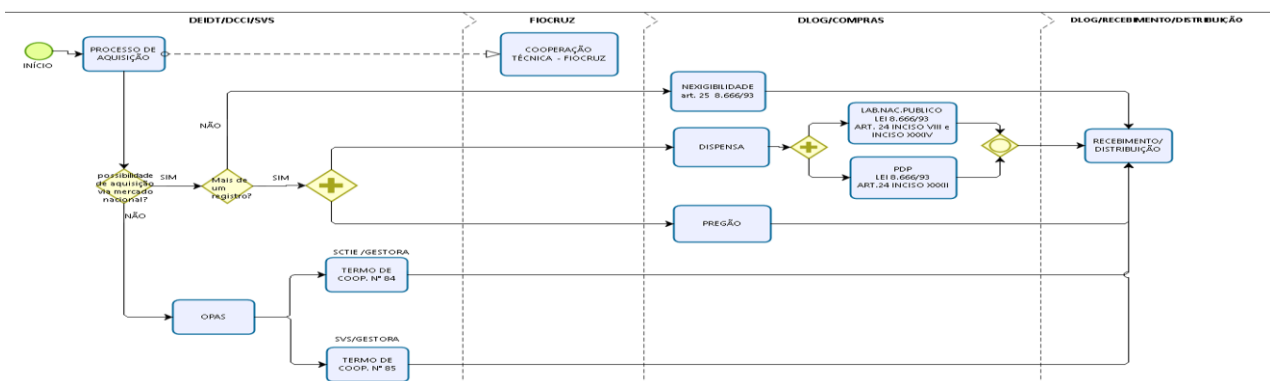 DEIDT/DCCI/SVS
FIOCRUZ
DLOG/COMPRAS
DLOG/RECEBIMENTO/DISTRIBUIÇÃO
INÍCIO
PROCESSO DE
AQUISIÇÃO
COOPERAÇÃO
TÉCNICA - FIOCRUZ
NEXIGIBILIDADE
art. 25 8.666/93
NÃO
LAB.NAC.PUBLICO
LEI 8.666/93
ART. 24 INCISO VIII e
INCISO XXXIV
DISPENSA
RECEBIMENTO/
DISTRIBUIÇÃO
possibilidade
de aquisição
via mercado
nacional?
SIM
Mais de
um
registro?
SIM
PDP
LEI 8.666/93
ART.24 INCISO XXXII
NÃO
PREGÃO
SCTIE /GESTORA
TERMO DE
COOP. Nº 84
OPAS
SVS/GESTORA
TERMO DE
COOP. Nº 85